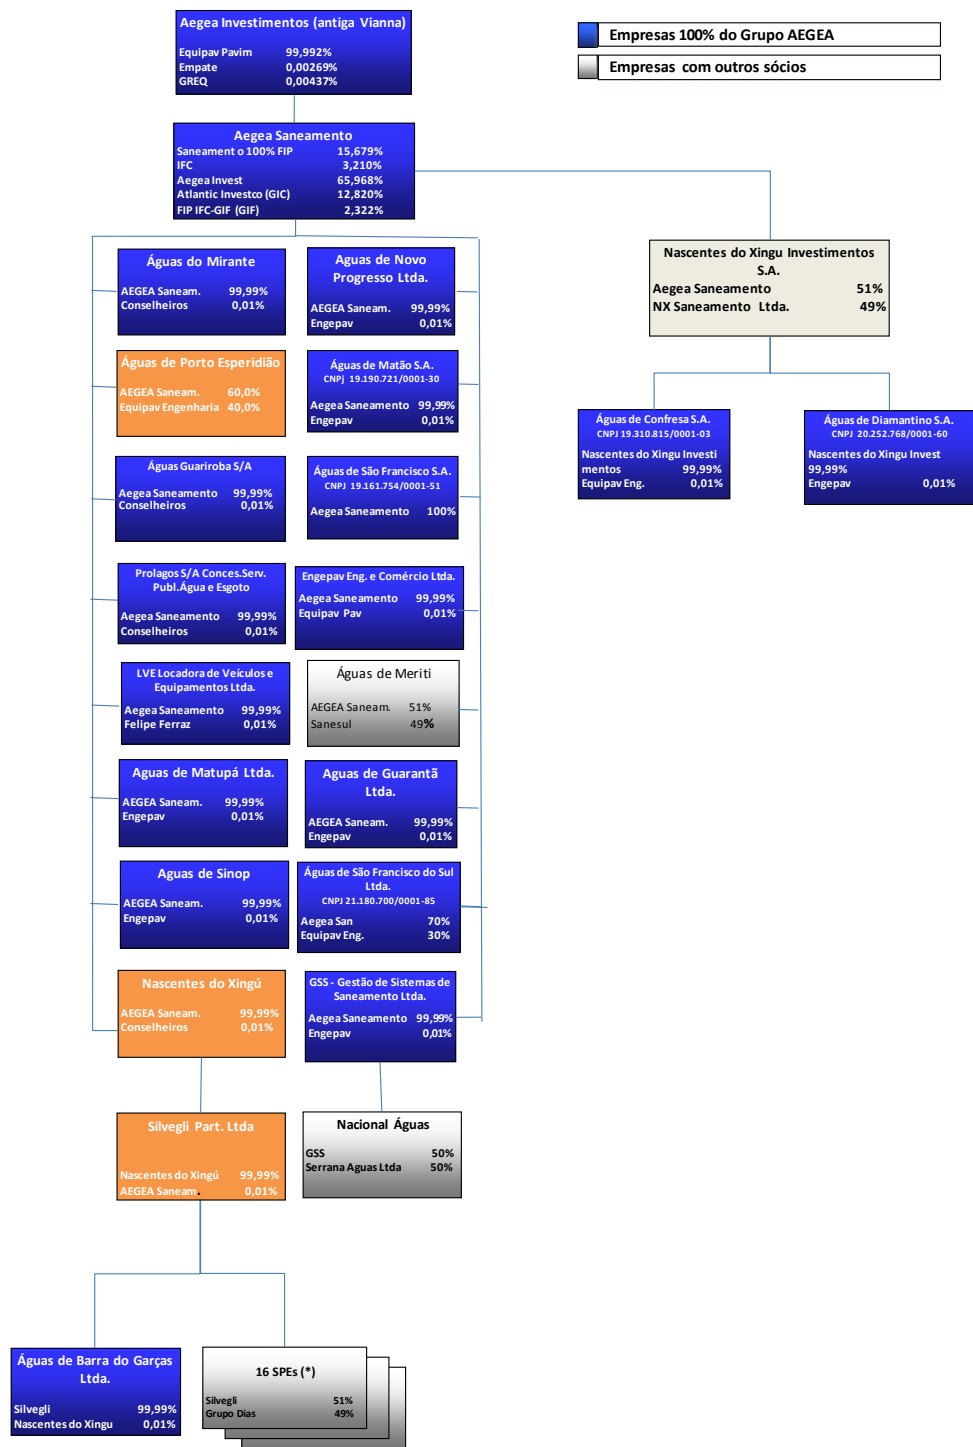 Aegea Investimentos (antiga Vianna)
Equipav Pavim 99,992%
Empate 0,00269%
GREQ 0,00437%
Empresas 100% do Grupo AEGEA
Empresas com outros sócios
Aegea Saneamento
Saneament o 100% FIP 15,679%
IFC 3,210%
Aegea Invest 65,968%
Atlantic Investco (GIC) 12,820%
FIP IFC-GIF (GIF) 2,322%
Nascentes do Xingu Investimentos
S.A.
Aegea Saneamento 51%
NX Saneamento Ltda. 49%
Águas de Confresa S.A.
CNPJ 19.310.815/0001-03
Nascentes do Xingu Investi
mentos 99,99%
Equipav Eng. 0,01%
Águas de Diamantino S.A.
CNPJ 20.252.768/0001-60
Nascentes do Xingu Invest
99,99%
Engepav 0,01%
Águas do Mirante
AEGEA Saneam. 99,99%
Conselheiros 0,01%
Aguas de Novo
Progresso Ltda.
AEGEA Saneam. 99,99%
Engepav 0,01%
Águas de Porto Esperidião
AEGEA Saneam. 60,0%
Equipav Engenharia 40,0%
Águas de Matão S.A.
CNPj 19.190.721/0001-30
Aegea Saneamento 99,99%
Engepav 0,01%
Águas Guariroba S/A
Aegea Saneamento 99,99%
Conselheiros 0,01%
Águas de São Francisco S.A.
CNPJ 19.161.754/0001-51
Aegea Saneamento 100%
Prolagos S/A Conces.Serv.
Publ.Água e Esgoto
Aegea Saneamento 99,99%
Conselheiros 0,01%
Engepav Eng. e Comércio Ltda.
Aegea Saneamento 99,99%
Equipav Pav 0,01%
LVE Locadora de Veículos e
Equipamentos Ltda.
Aegea Saneamento 99,99%
Felipe Ferraz 0,01%
Águas de Meriti
AEGEA Saneam. 51%
Sanesul 49%
Aguas de Matupá Ltda.
AEGEA Saneam. 99,99%
Engepav 0,01%
Aguas de Guarantã
Ltda.
AEGEA Saneam. 99,99%
Engepav 0,01%
Aguas de Sinop
AEGEA Saneam. 99,99%
Engepav 0,01%
Águas de São Francisco do Sul
Ltda.
CNPJ 21.180.700/0001-85
Aegea San 70%
Equipav Eng. 30%
Nascentes do Xingú
AEGEA Saneam. 99,99%
Conselheiros 0,01%
GSS - Gestão de Sistemas de
Saneamento Ltda.
Aegea Saneamento 99,99%
Engepav 0,01%
Silvegli Part. Ltda
Nascentes do Xingú 99,99%
AEGEA Saneam. 0,01%
Nacional Águas
GSS 50%
Serrana Aguas Ltda 50%
Águas de Barra do Garças
Ltda.
Silvegli 99,99%
Nascentes do Xingu 0,01%
16 SPEs (*)
Silvegli 51%
Grupo Dias 49%